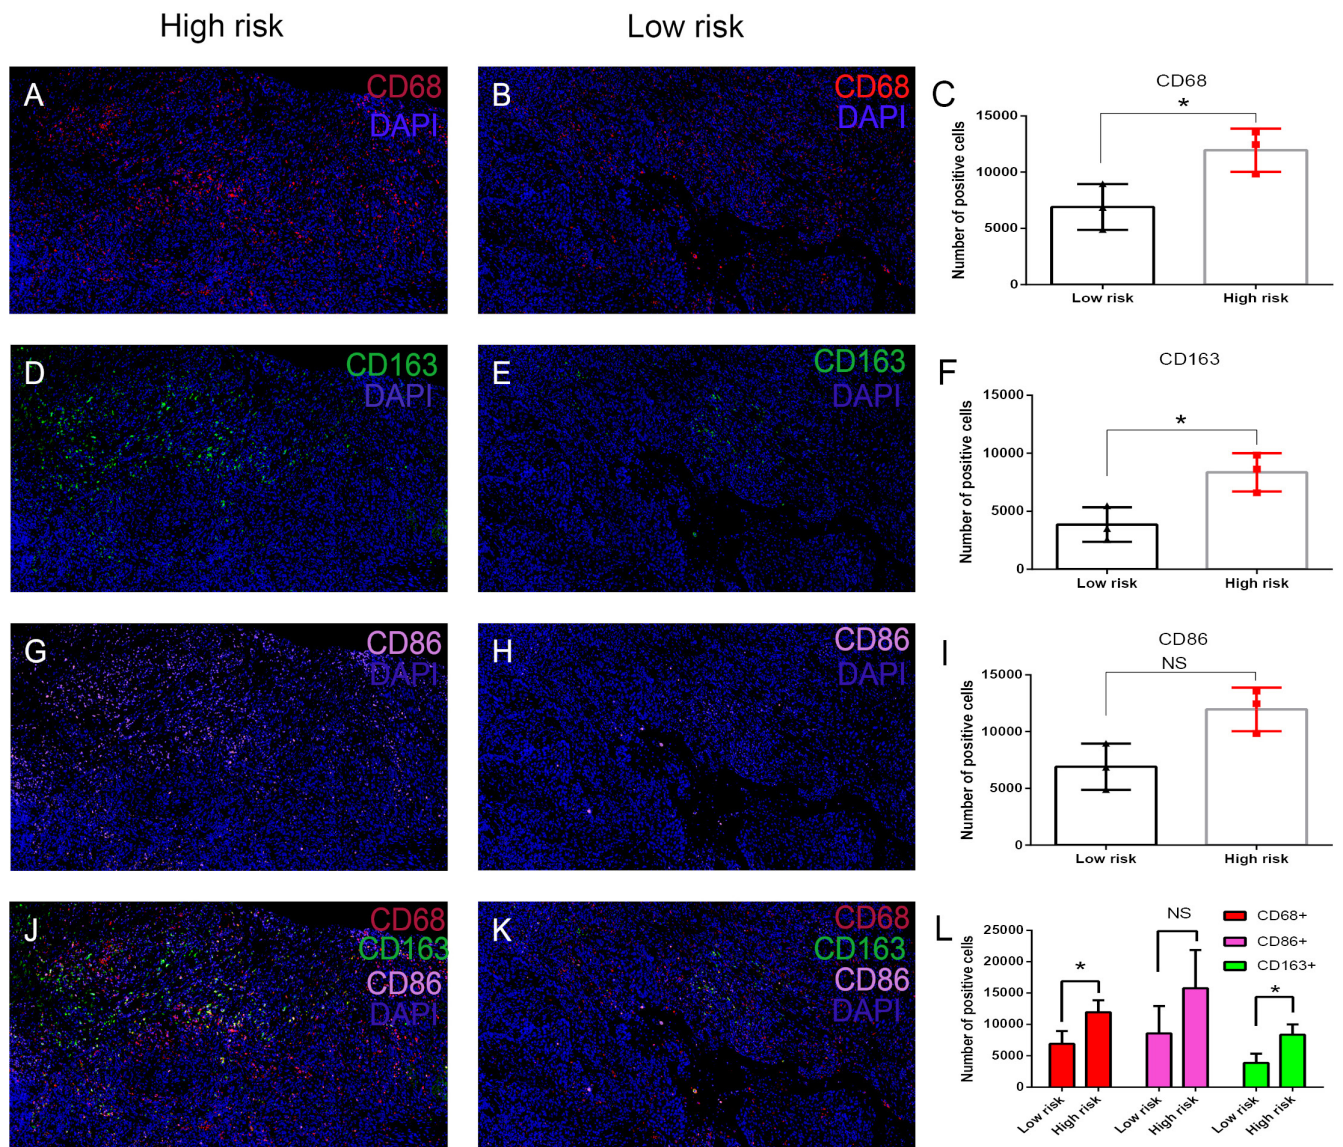 High risk
Low risk
A
CD68
DAPI
B
CD68
DAPI
C
CD68
*
Number of positive cells
15000
10000
5000
0
Low risk
High risk
D
CD163
DAPI
E
CD163
DAPI
F
CD163
*
Number of positive cells
15000
10000
5000
0
Low risk
High risk
G
CD86
DAPI
H
CD86
DAPI
I
CD86
NS
Number of positive cells
15000
10000
5000
0
Low risk
High risk
J
CD68
CD163
CD86
DAPI
K
CD68
CD163
CD86
DAPI
L
NS
*
*
CD68+
CD86+
CD163+
Number of positive cells
25000
20000
15000
10000
5000
0
Low risk
High risk
Low risk
High risk
Low risk
High risk